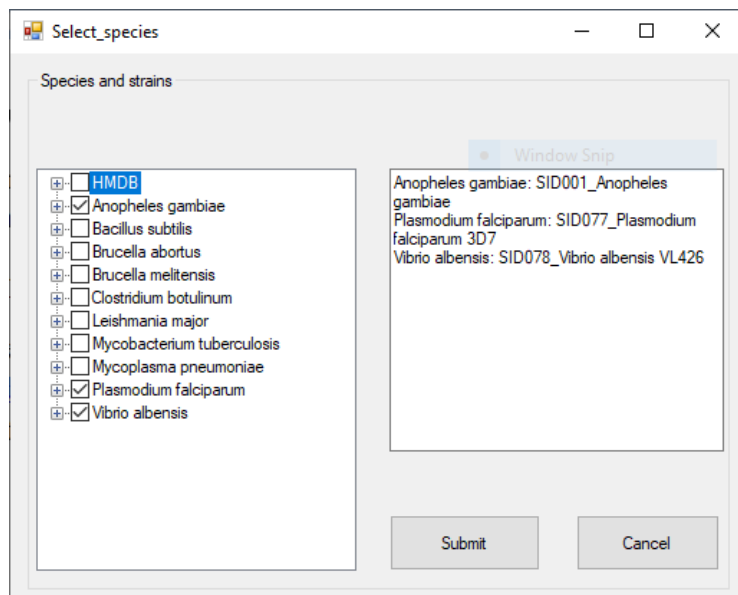 Select_species
Species and strains
Window Snip
HMDB
Anopheles gambiae
Bacillus subtilis
Brucella abortus
Brucella melitensis
Clostridium botulinum
Leishmania major
Mycobacterium tuberculosis
Mycoplasma pneumoniae
Plasmodium falciparum
Vibrio albensis
Anopheles gambiae: SID001_Anopheles
gambiae
Plasmodium falciparum: SID077_Plasmodium
falciparum 3D7
Vibrio albensis: SID078_Vibrio albensis VL426
Submit
Cancel